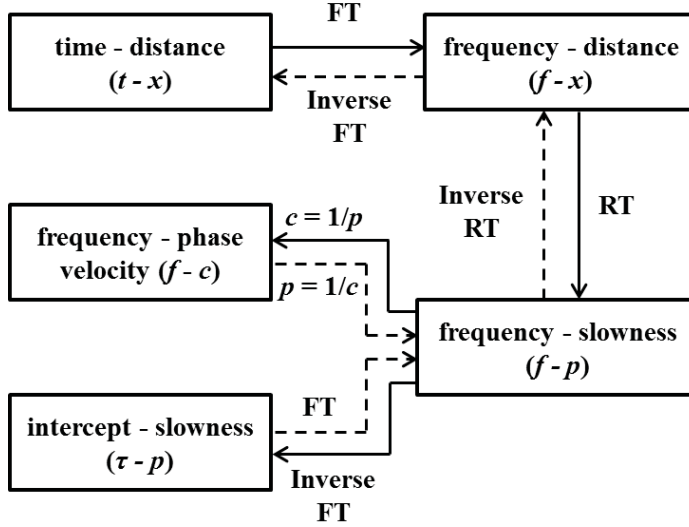 FT
time - distance
(t - x)
frequency - distance
(f - x)
Inverse
FT
Inverse
RT
RT
c = 1/p
frequency - phase
velocity (f - c)
p = 1/c
frequency - slowness
(f - p)
FT
intercept - slowness
(τ - p)
Inverse
FT